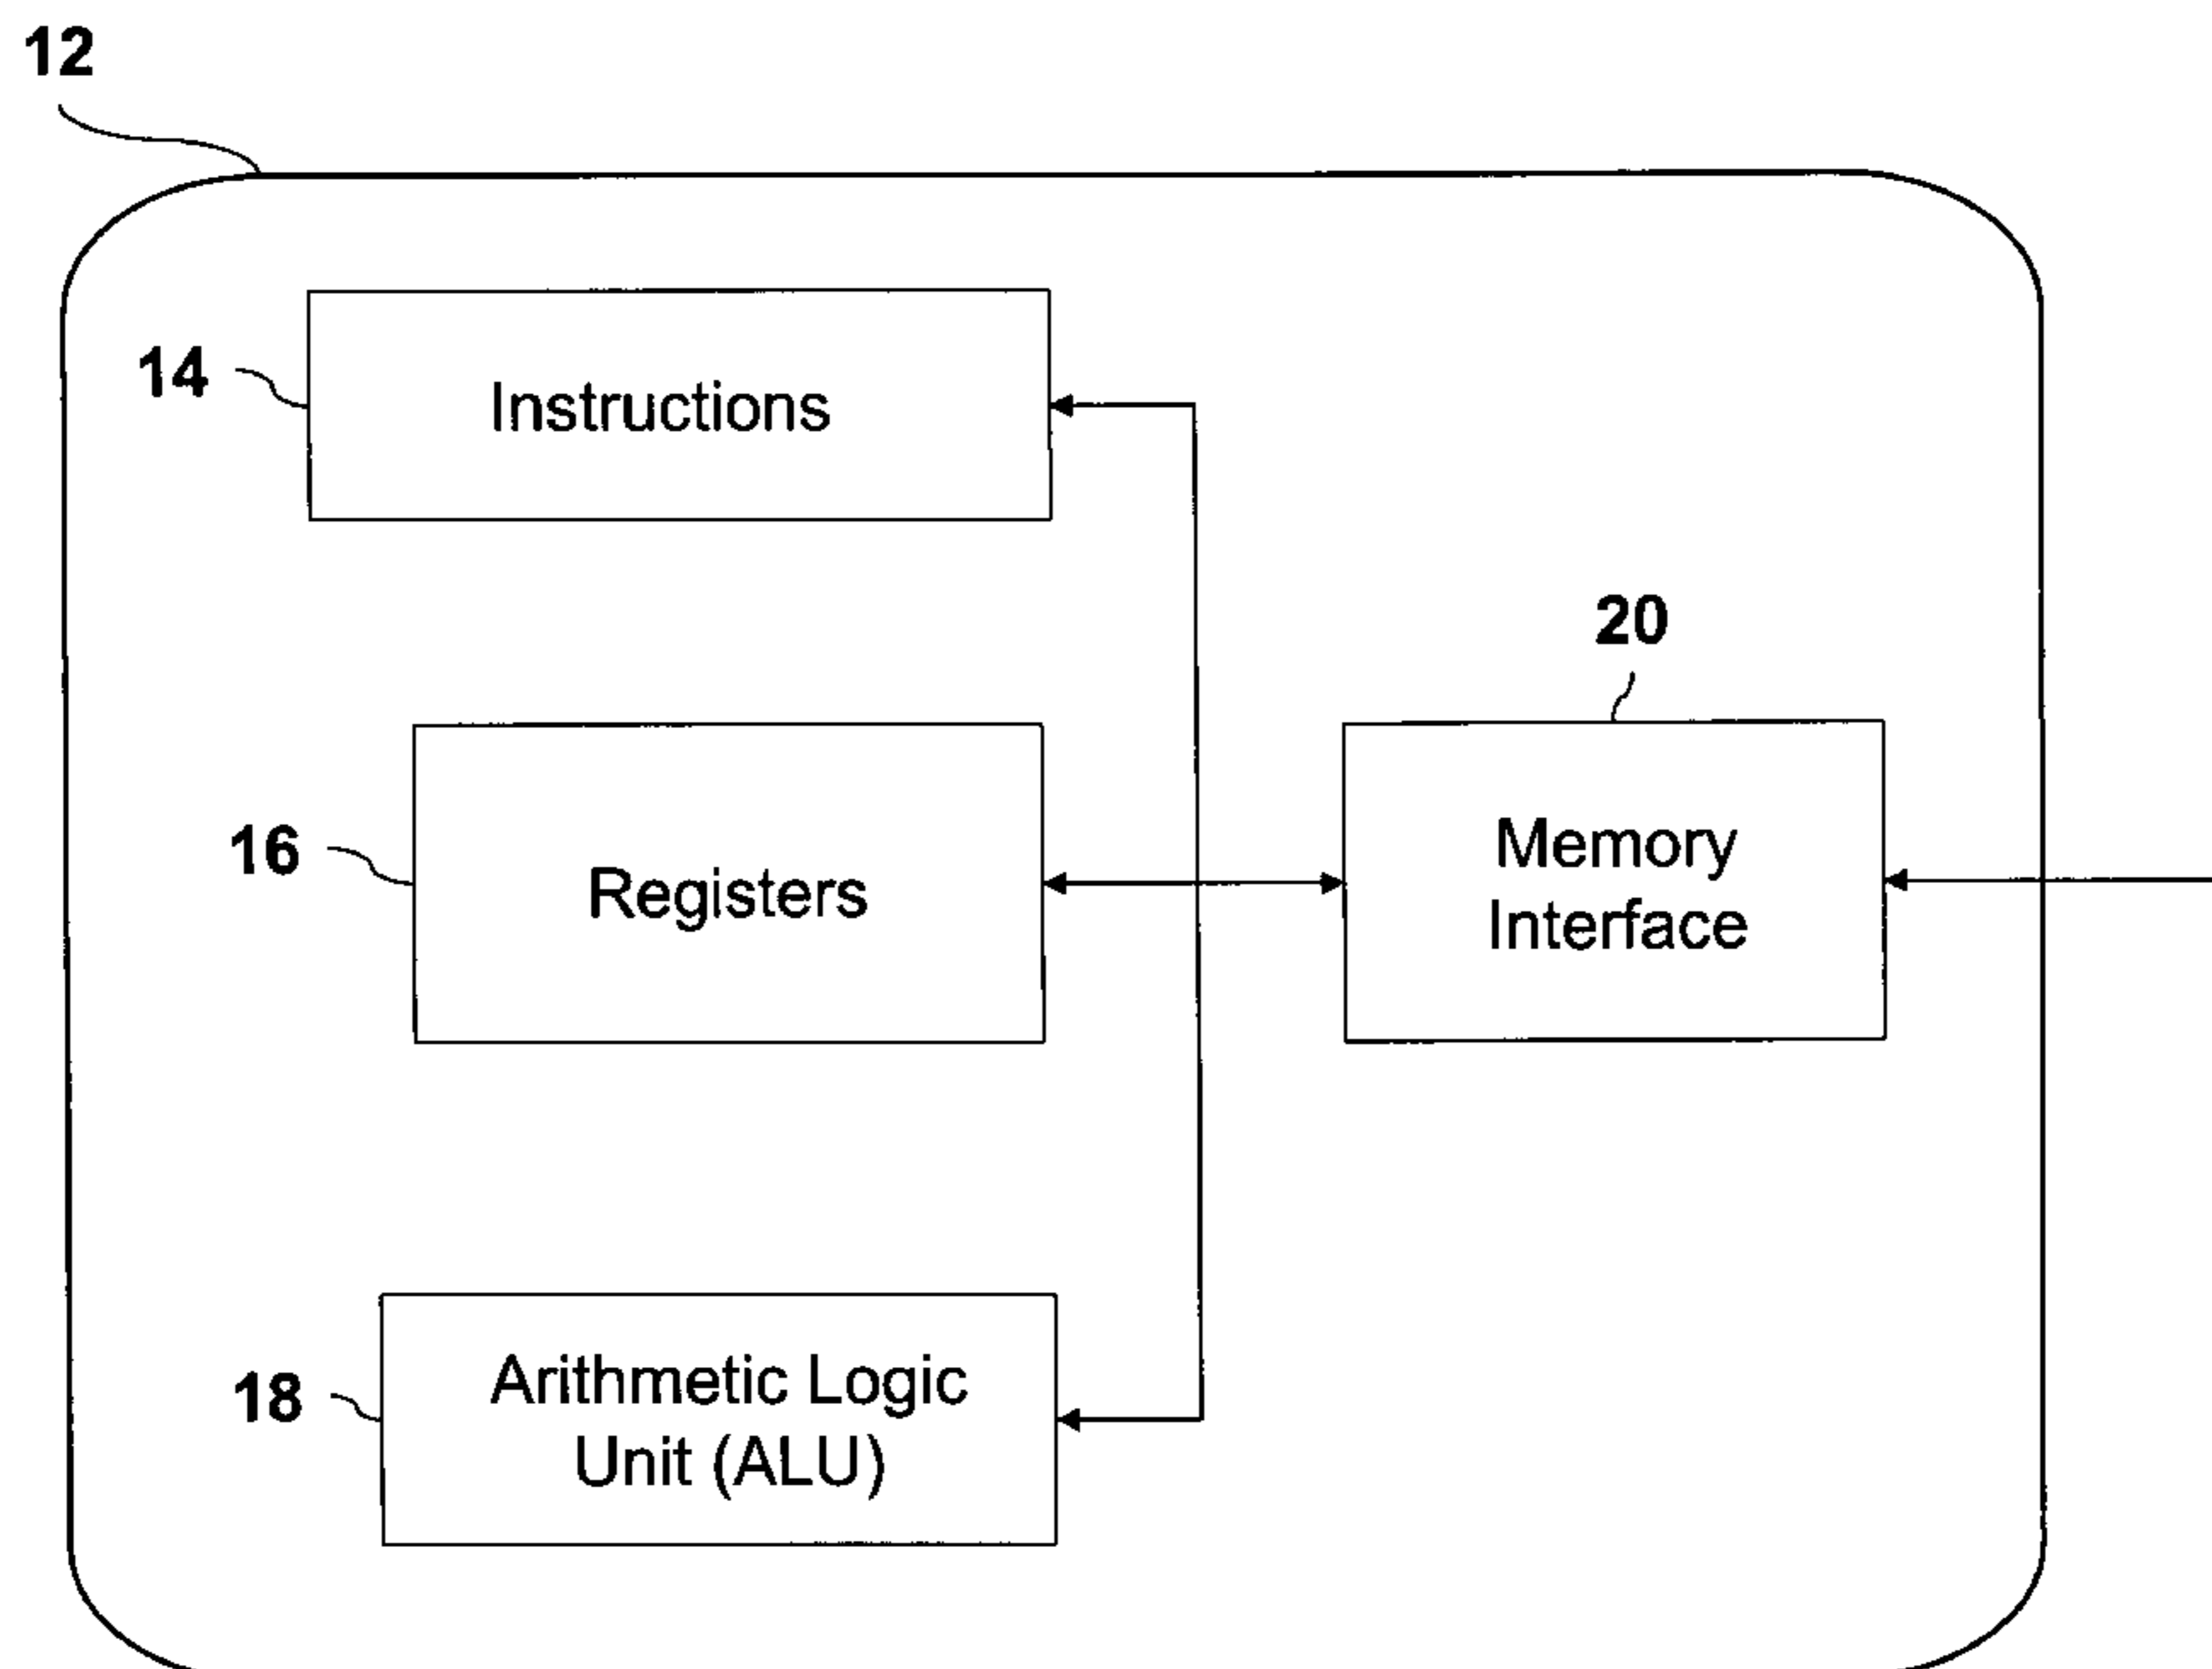 12
14
Instructions
20
16
Registers
Memory
Interface
18
Arithmetic Logic
Unit (ALU)